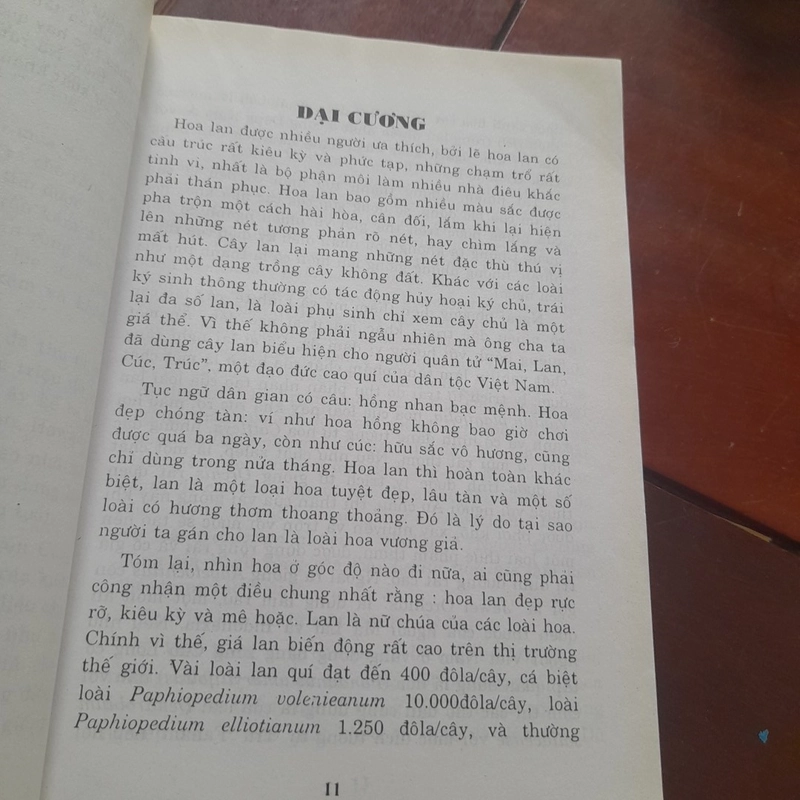 ĐẠI CƯƠNG
Hoa lan được nhiều người ưa thích, bởi lẽ hoa lan có
cấu trúc rất kiêu kỳ và phức tạp, những chạm trổ rất
tinh vi, nhất là bộ phận môi làm nhiều nhà điêu khắc
phải thán phục. Hoa lan bao gồm nhiều màu sắc được
pha trộn một cách hài hòa, cân đối, lắm khi lại hiện
lên những nét tương phản rõ nét, hay chìm lắng và
mất hút. Cây lan lại mang những nét đặc thù thú vị
như một dạng trồng cây không đất. Khác với các loài
ký sinh thông thường có tác động hủy hoại ký chủ, trái
lại đa số lan, là loài phụ sinh chỉ xem cây chủ là một
giá thể. Vì thế không phải ngẫu nhiên mà ông cha ta
đã dùng cây lan biểu hiện cho người quân tử “Mai, Lan,
Cúc, Trúc”, một đạo đức cao quí của dân tộc Việt Nam.
Tục ngữ dân gian có câu: hồng nhan bạc mệnh. Hoa
đẹp chóng tàn: ví như hoa hồng không bao giờ chơi
được quá ba ngày, còn như cúc: hữu sắc vô hương, cũng
chỉ dùng trong nửa tháng. Hoa lan thì hoàn toàn khác
biệt, lan là một loại hoa tuyệt đẹp, lâu tàn và một số
loài có hương thơm thoang thoảng. Đó là lý do tại sao
người ta gán cho lan là loài hoa vương giả.
Tóm lại, nhìn hoa ở góc độ nào đi nữa, ai cũng phải
công nhận một điều chung nhất rằng : hoa lan đẹp rực
rỡ, kiêu kỳ và mê hoặc. Lan là nữ chúa của các loài hoa.
Chính vì thế, giá lan biến động rất cao trên thị trường
thế giới. Vài loài lan quí đạt đến 400 đôla/cây, cá biệt
loài Paphiopedium volenieanum 10.000đôla/cây, loài
Paphiopedium elliotianum 1.250 đôla/cây, và thường
11